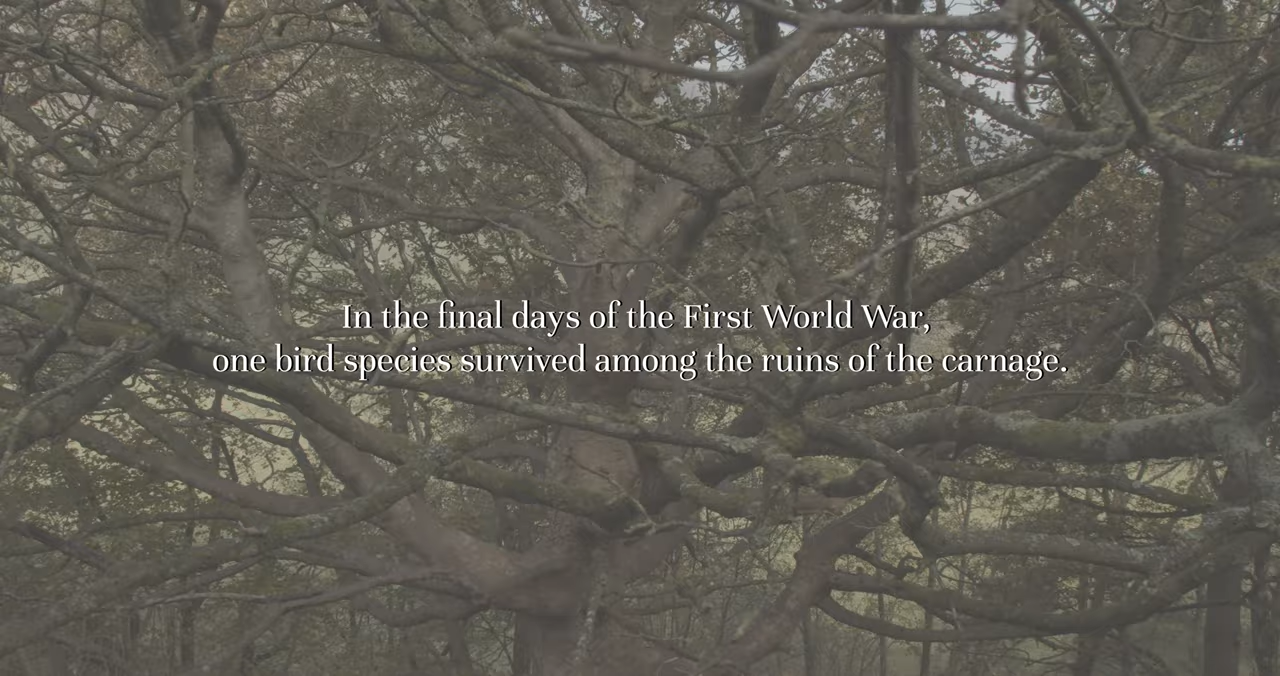 In the final days of the First World War,
one bird species survived among the ruins of the carnage.